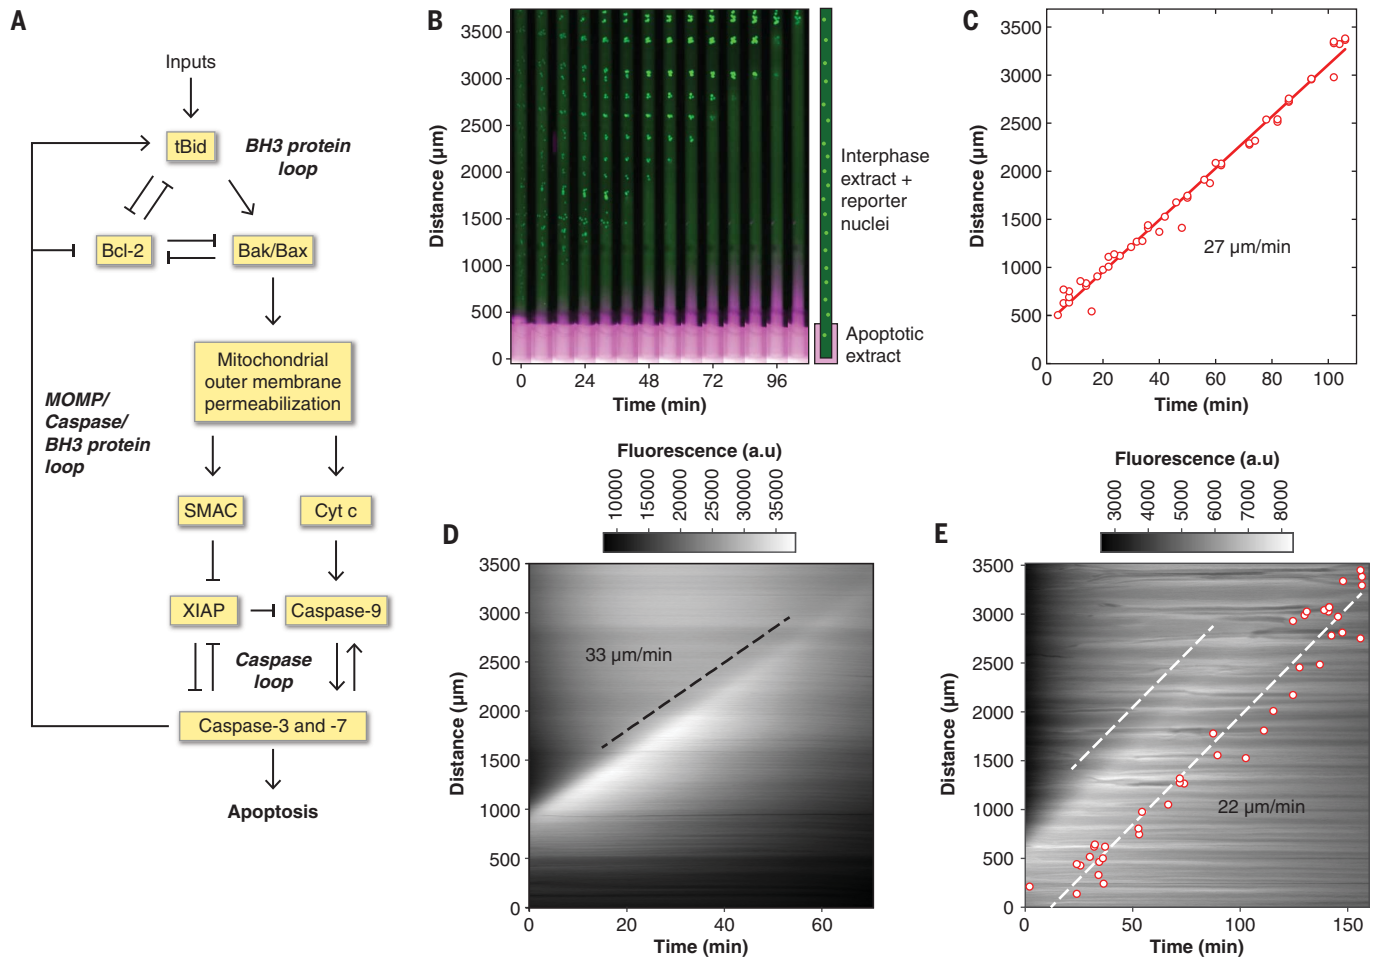 A
Inputs
tBid
BH3 protein
loop
Bcl-2
Bak/Bax
Mitochondrial
outer membrane
permeabilization
MOMP/
Caspase/
BH3 protein
loop
SMAC
Cyt c
XIAP
Caspase-9
Caspase
loop
Caspase-3 and -7
Apoptosis
B
Distance (µm)
3500
3000
2500
2000
1500
1000
500
0
0
24
48
72
96
Time (min)
Interphase
extract +
reporter
nuclei
Apoptotic
extract
C
Distance (µm)
3500
3000
2500
2000
1500
1000
500
0
27 µm/min
0
20
40
60
80
100
Time (min)
D
Fluorescence (a.u)
10000
15000
20000
25000
30000
35000
Distance (µm)
3500
3000
2500
2000
1500
1000
500
0
33 µm/min
0
20
40
60
Time (min)
E
Fluorescence (a.u)
3000
4000
5000
6000
7000
8000
Distance (µm)
3500
3000
2500
2000
1500
1000
500
0
22 µm/min
0
50
100
150
Time (min)